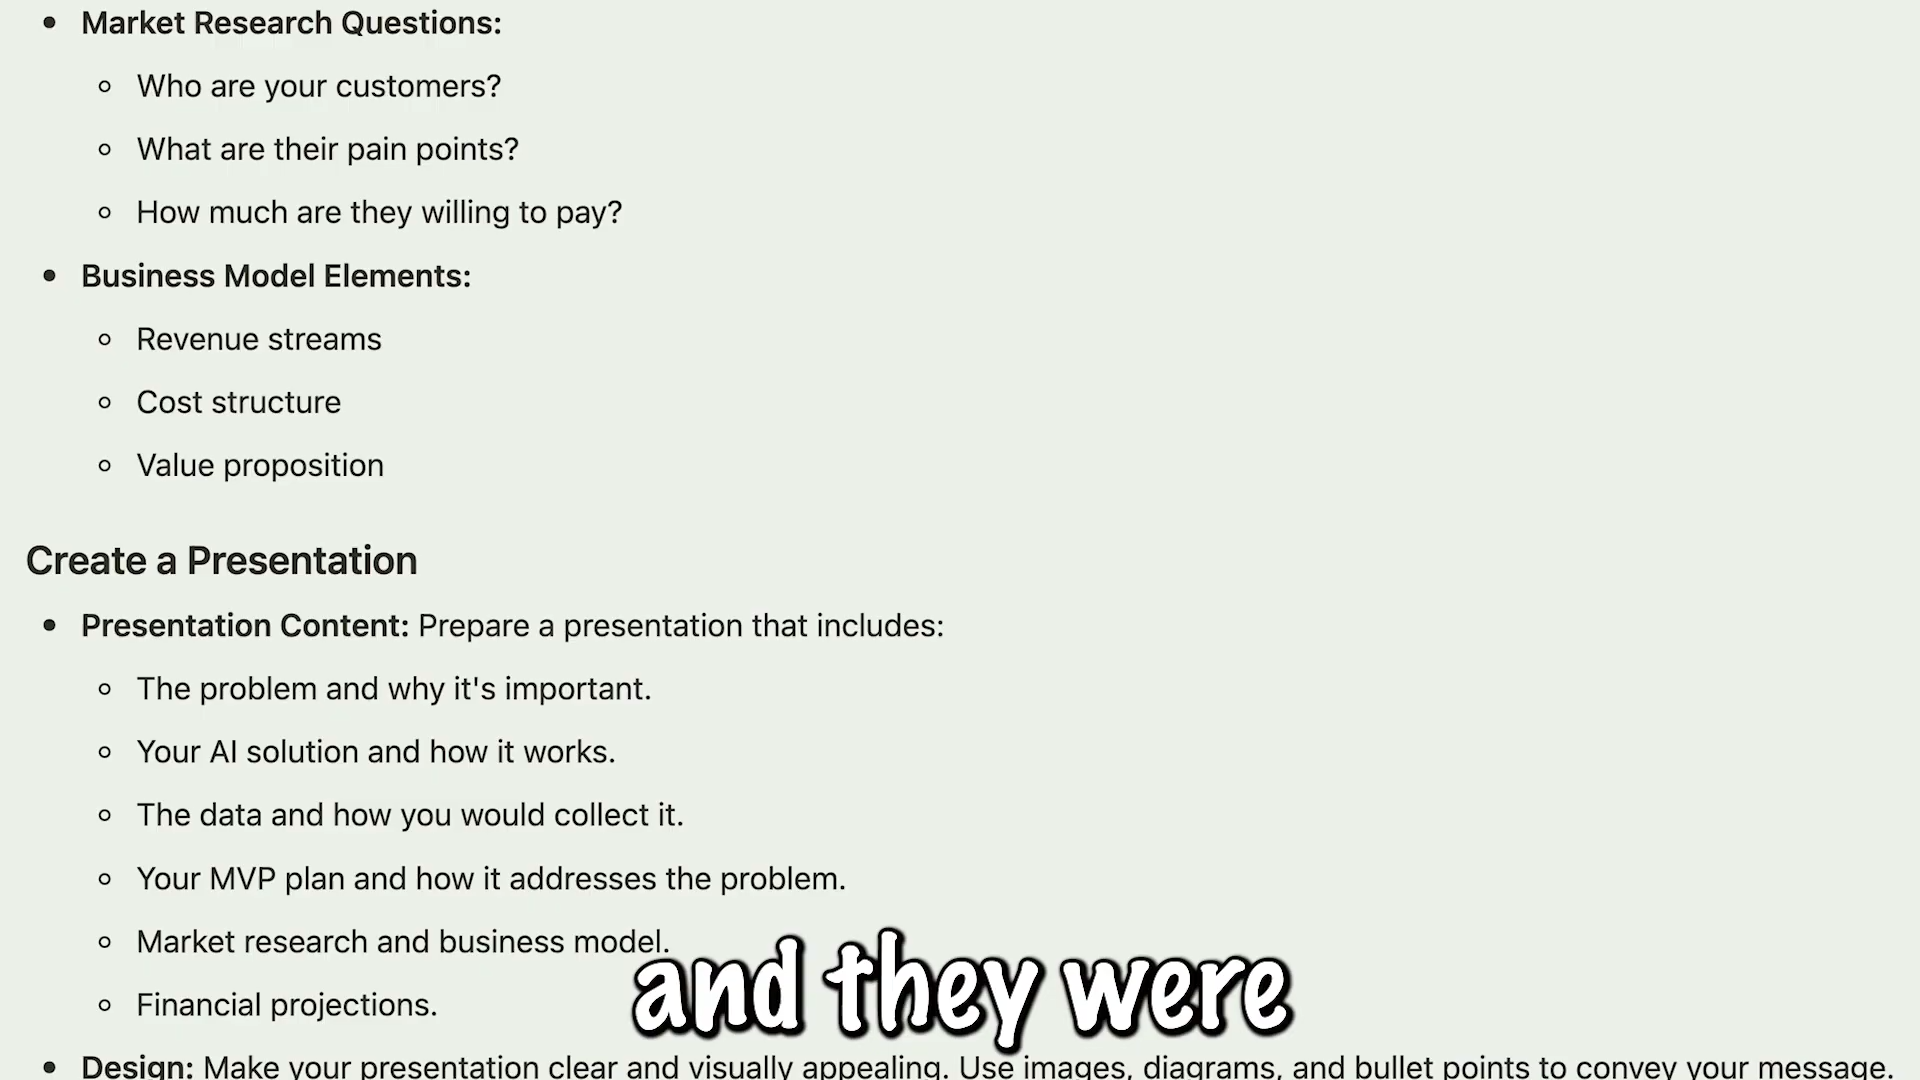 Market Research Questions:
Who are your customers?
What are their pain points?
How much are they willing to pay?
Business Model Elements:
Revenue streams
Cost structure
Value proposition
Create a Presentation
Presentation Content: Prepare a presentation that includes:
The problem and why it's important.
Your AI solution and how it works.
The data and how you would collect it.
Your MVP plan and how it addresses the problem.
Market research and business model.
Financial projections.
and they were
Design: Make your presentation clear and visually appealing. Use images, diagrams, and bullet points to convey your message.